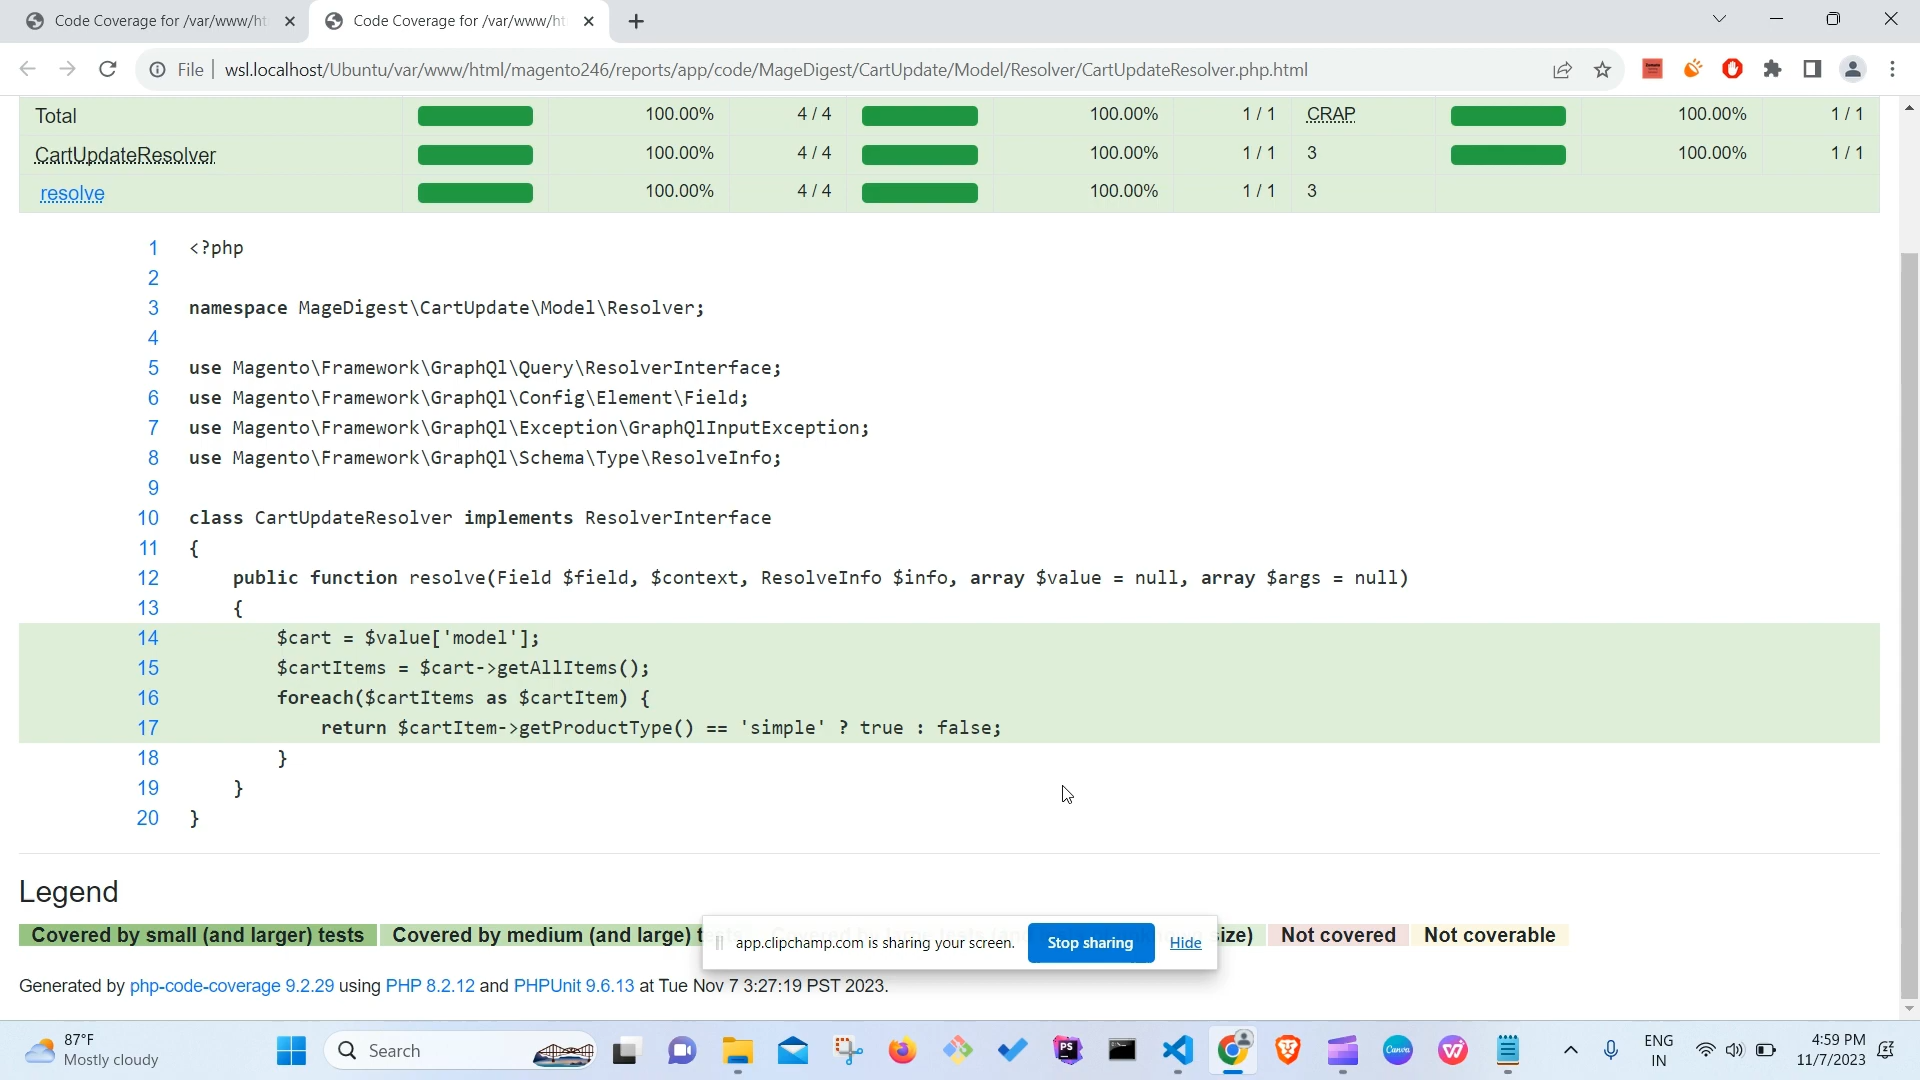 Code Coverage for /var/www/ht
Code Coverage for /var/www/ht
File
wsl.localhost/Ubuntu/var/www/html/magento246/reports/app/code/MageDigest/CartUpdate/Model/Resolver/CartUpdateResolver.php.html
Total 100.00% 4 / 4 100.00% 1 / 1 CRAP 100.00% 1 / 1
CartUpdateResolver 100.00% 4 / 4 100.00% 1 / 1 3 100.00% 1 / 1
resolve 100.00% 4 / 4 100.00% 1 / 1 3
1 <?php
2
3 namespace MageDigest\CartUpdate\Model\Resolver;
4
5 use Magento\Framework\GraphQl\Query\ResolverInterface;
6 use Magento\Framework\GraphQl\Config\Element\Field;
7 use Magento\Framework\GraphQl\Exception\GraphQlInputException;
8 use Magento\Framework\GraphQl\Schema\Type\ResolveInfo;
9
10 class CartUpdateResolver implements ResolverInterface
11 {
12 public function resolve(Field $field, $context, ResolveInfo $info, array $value = null, array $args = null)
13 {
14 $cart = $value['model'];
15 $cartItems = $cart->getAllItems();
16 foreach($cartItems as $cartItem) {
17 return $cartItem->getProductType() == 'simple' ? true : false;
18 }
19 }
20 }
Legend
Covered by small (and larger) tests Covered by medium (and large) size) Not covered Not coverable
app.clipchamp.com is sharing your screen. Stop sharing Hide
Generated by php-code-coverage 9.2.29 using PHP 8.2.12 and PHPUnit 9.6.13 at Tue Nov 7 3:27:19 PST 2023.
87°F
Mostly cloudy
Search
PS
Canva
ENG
IN
4:59 PM
11/7/2023